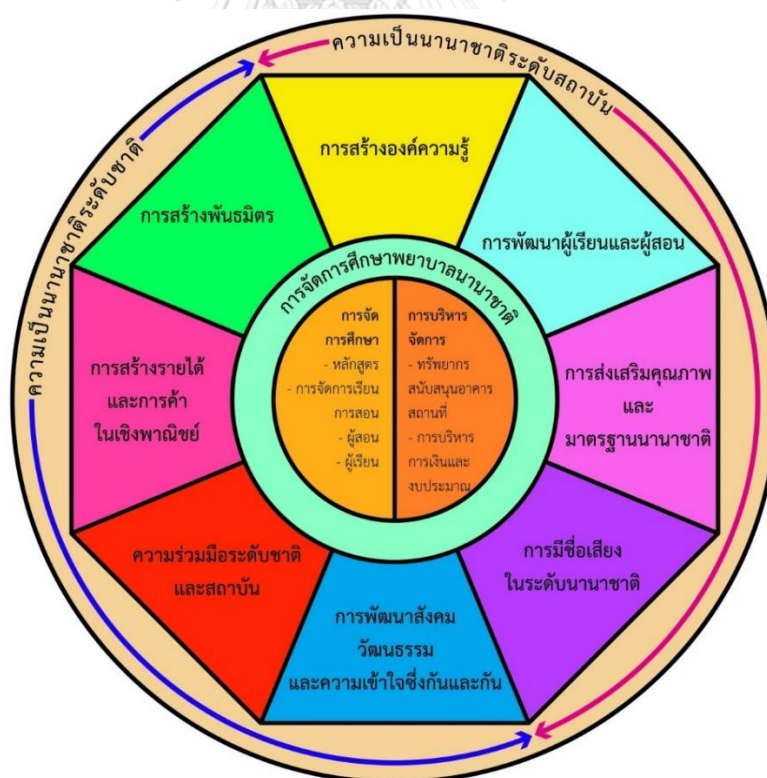 ความเป็นนานาชาติระดับสถาบัน
ความเป็นนานาชาติระดับชาติ
การสร้างองค์ความรู้
การสร้างพันธมิตร
การพัฒนาผู้เรียนและผู้สอน
การจัดการศึกษาพยาบาลนานาชาติ
การจัด
การศึกษา
- หลักสูตร
- การจัดการเรียน
การสอน
- ผู้สอน
- ผู้เรียน
การบริหาร
จัดการ
- ทรัพยากร
สนับสนุนอาคาร
สถานที่
- การบริหาร
การเงินและ
งบประมาณ
การสร้างรายได้
และการค้า
ในเชิงพาณิชย์
การส่งเสริมคุณภาพ
และ
มาตรฐานนานาชาติ
ความร่วมมือระดับชาติ
และสถาบัน
การมีชื่อเสียง
ในระดับนานาชาติ
การพัฒนาสังคม
วัฒนธรรม
และความเข้าใจซึ่งกันและกัน